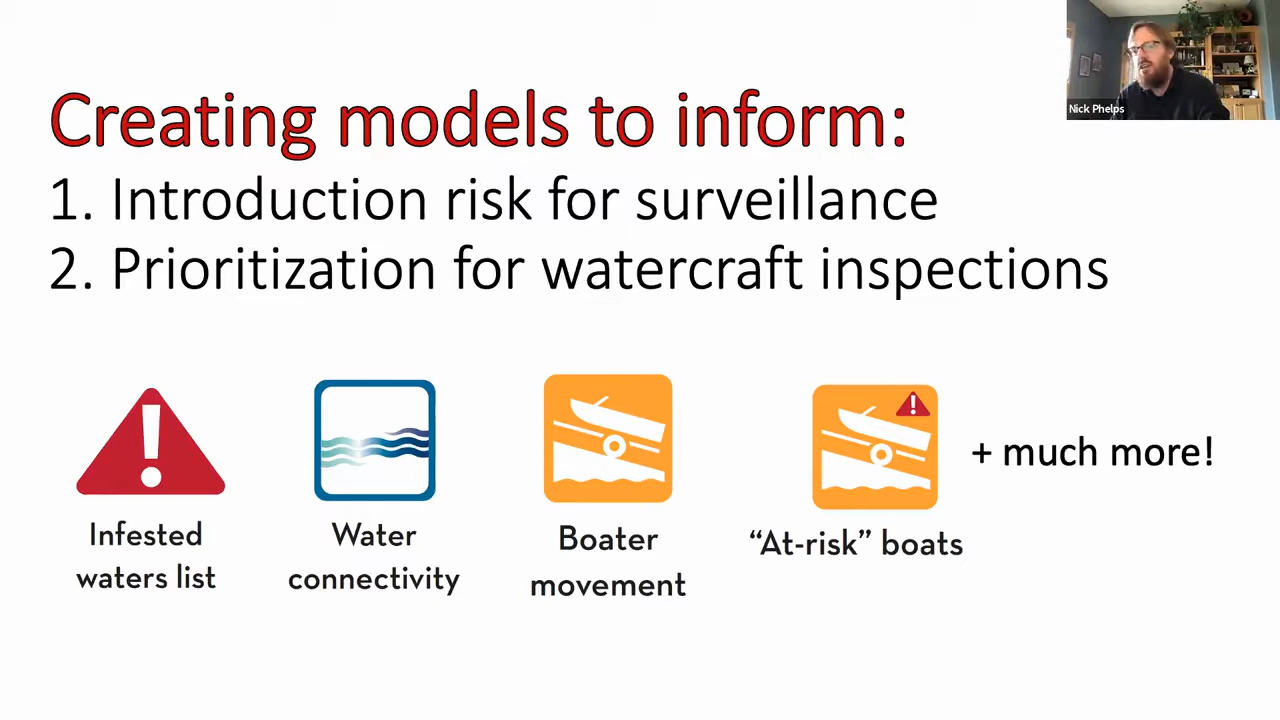 Nick Phelps
Creating models to inform:
1. Introduction risk for surveillance
2. Prioritization for watercraft inspections
+ much more!
Infested
waters list
Water
connectivity
Boater
movement
“At-risk” boats